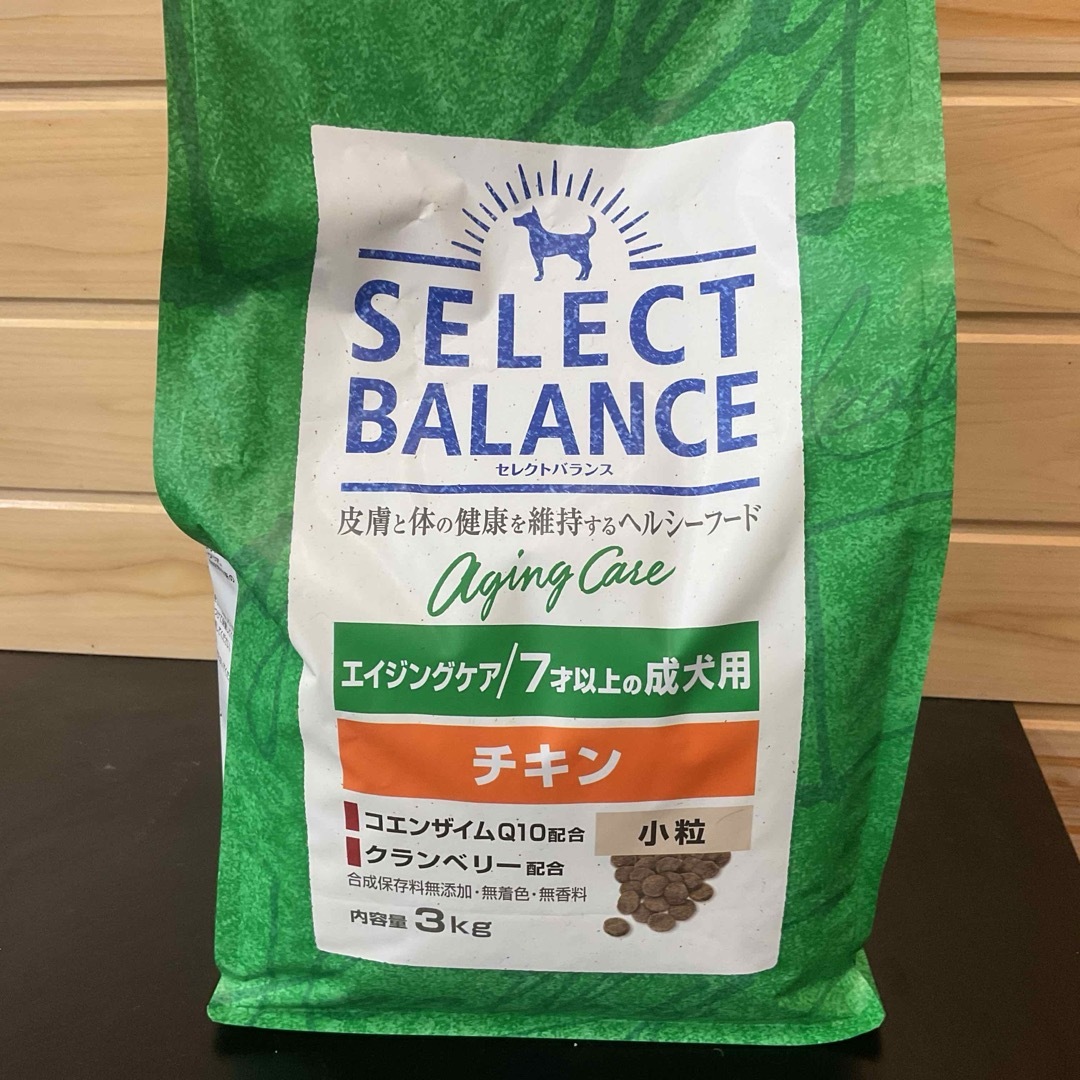 SELECT
BALANCE
セレクトバランス
皮膚と体の健康を維持するヘルシーフード
Aging Care
エイジングケア/7才以上の成犬用
チキン
コエンザイムQ10配合
小粒
クランベリー配合
合成保存料無添加・無着色・無香料
内容量 3kg